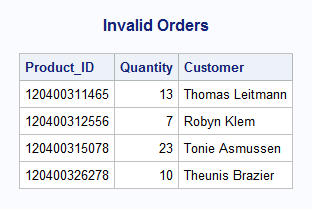 Invalid Orders
Product_ID Quantity Customer
120400311465 13 Thomas Leitmann
120400312556 7 Robyn Klem
120400315078 23 Tonie Asmussen
120400326278 10 Theunis Brazier